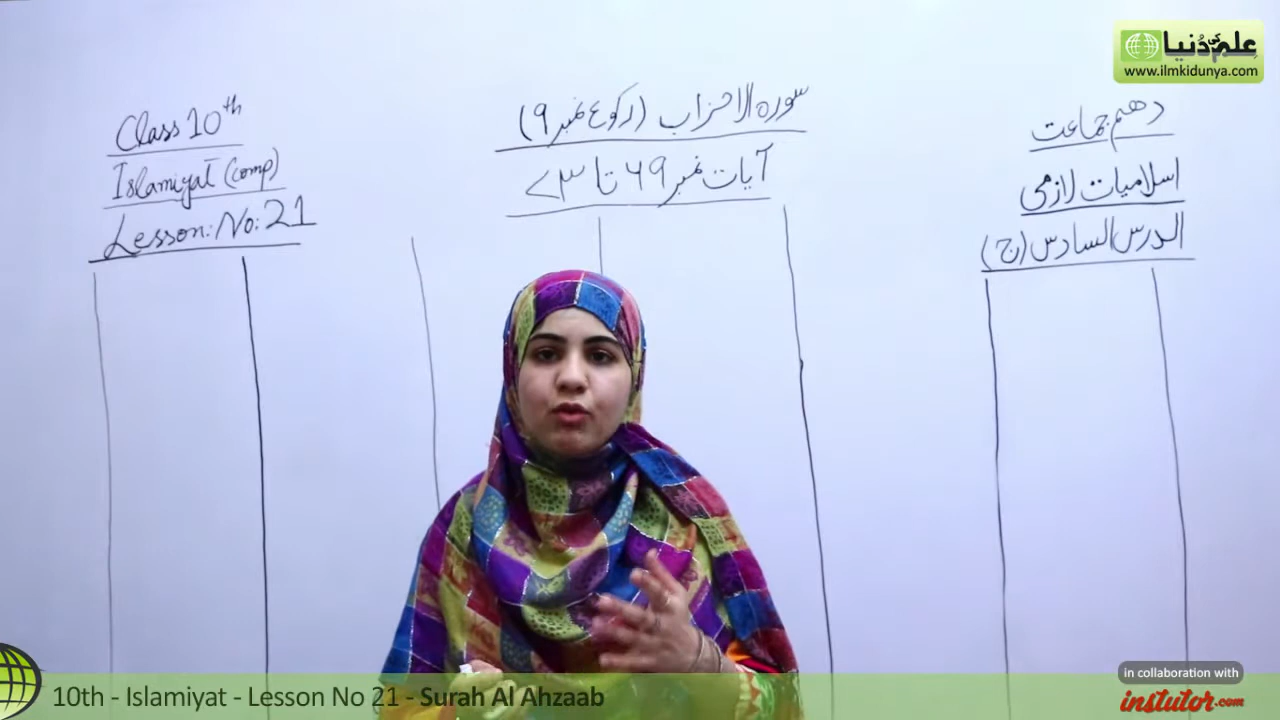 علم کی دُنیا
www.ilmkidunya.com
Class 10th
Islamiyat (comp)
Lesson: No: 21
سورہ الاحزاب (رکوع نمبر ۹)
آیات نمبر ۶۹ تا ۷۳
دھم جماعت
اسلامیات لازمی
الدرس السادس (ج)
10th - Islamiyat - Lesson No 21 - Surah Al Ahzaab
in collaboration with
instutor.com